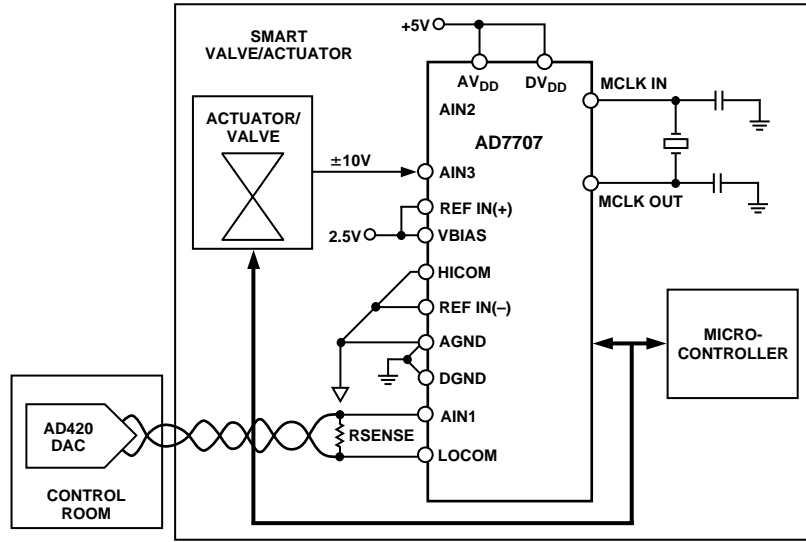 SMART
VALVE/ACTUATOR
+5V
AVDD
DVDD
MCLK IN
AIN2
AD7707
ACTUATOR/
VALVE
±10V
AIN3
MCLK OUT
REF IN(+)
2.5V
VBIAS
HICOM
REF IN(–)
AGND
DGND
MICRO-
CONTROLLER
AIN1
RSENSE
LOCOM
AD420
DAC
CONTROL
ROOM